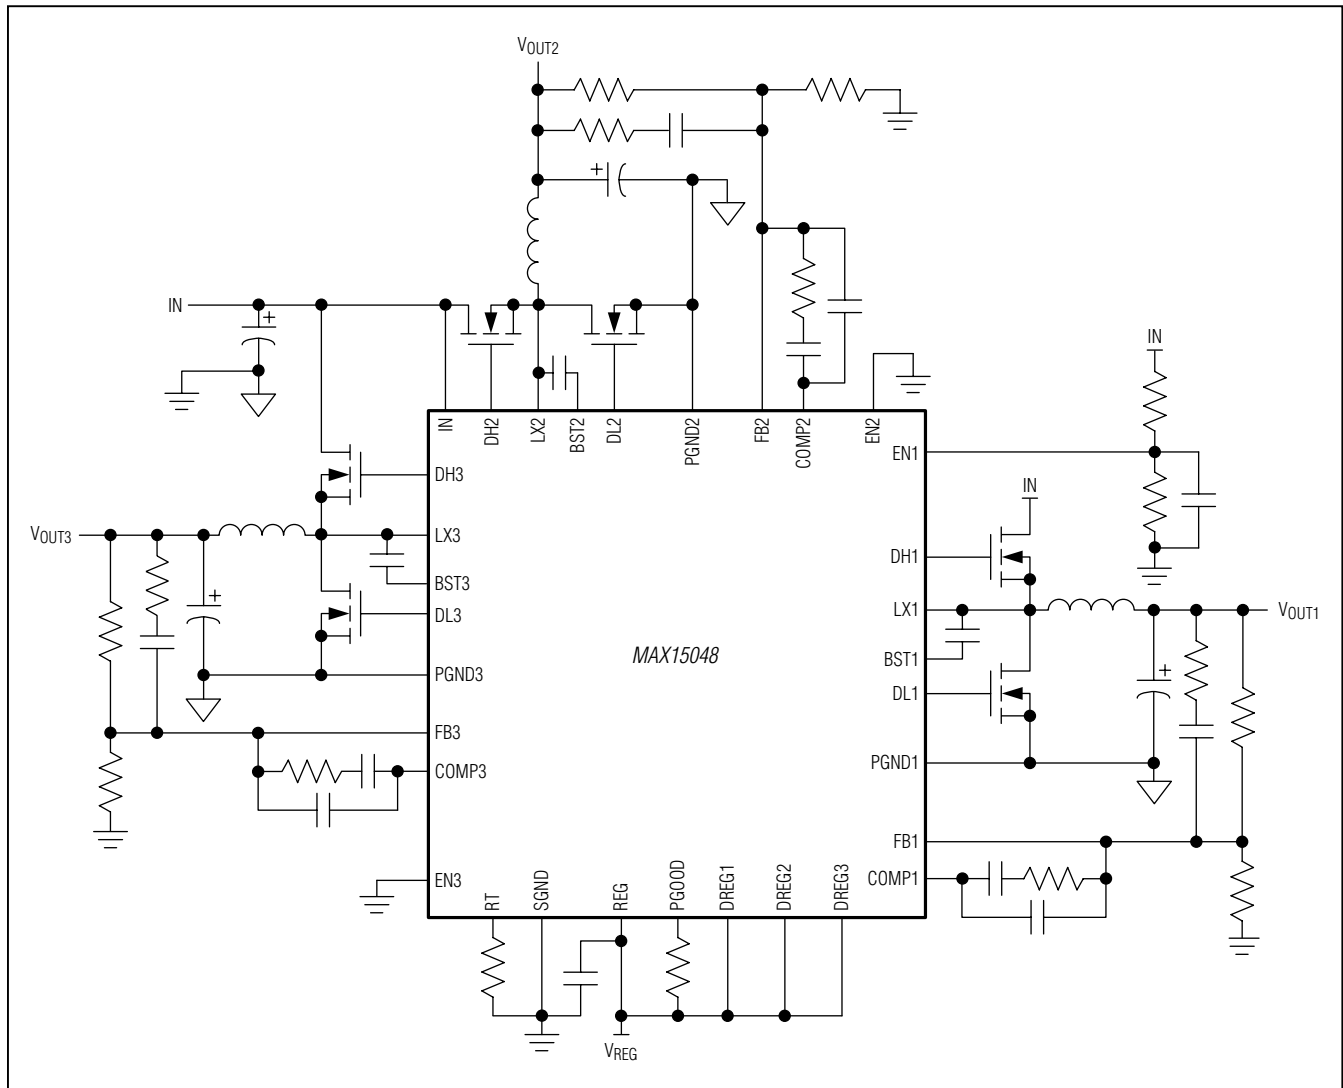 VOUT2
IN
IN
IN
DH2
LX2
BST2
DL2
PGND2
FB2
COMP2
EN2
EN1
IN
DH3
VOUT3
LX3
DH1
BST3
LX1
VOUT1
DL3
MAX15048
BST1
PGND3
DL1
FB3
PGND1
COMP3
FB1
EN3
COMP1
RT
SGND
REG
PGOOD
DREG1
DREG2
DREG3
VREG
+
+
+
+